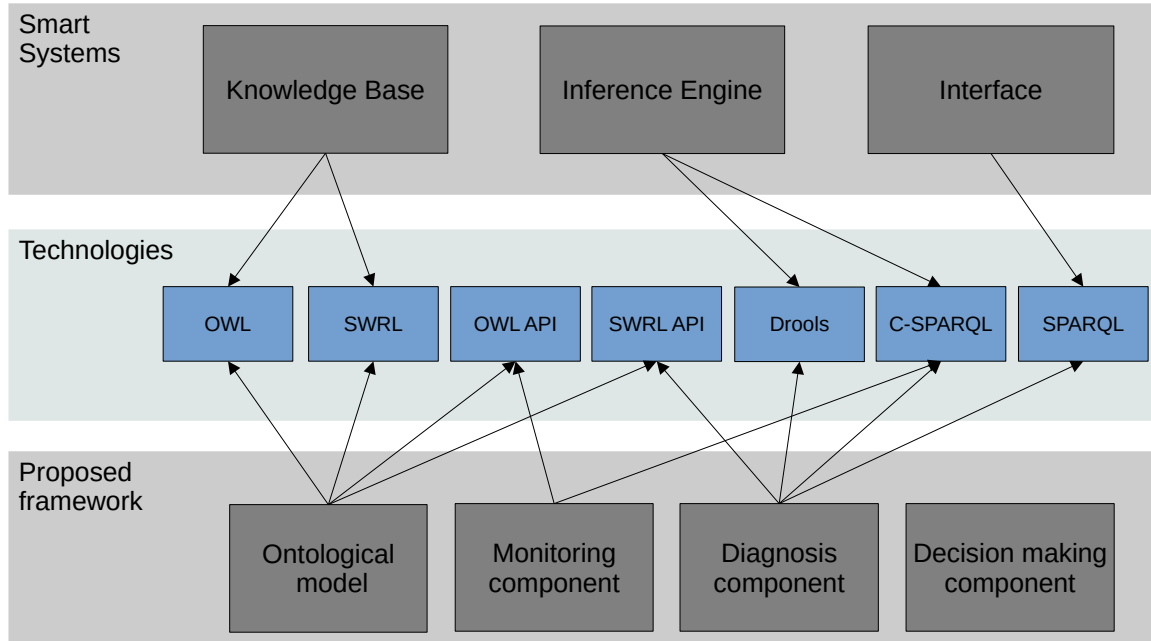 Smart
Systems
Knowledge Base
Inference Engine
Interface
Technologies
OWL
SWRL
OWL API
SWRL API
Drools
C-SPARQL
SPARQL
Proposed
framework
Ontological
model
Monitoring
component
Diagnosis
component
Decision making
component